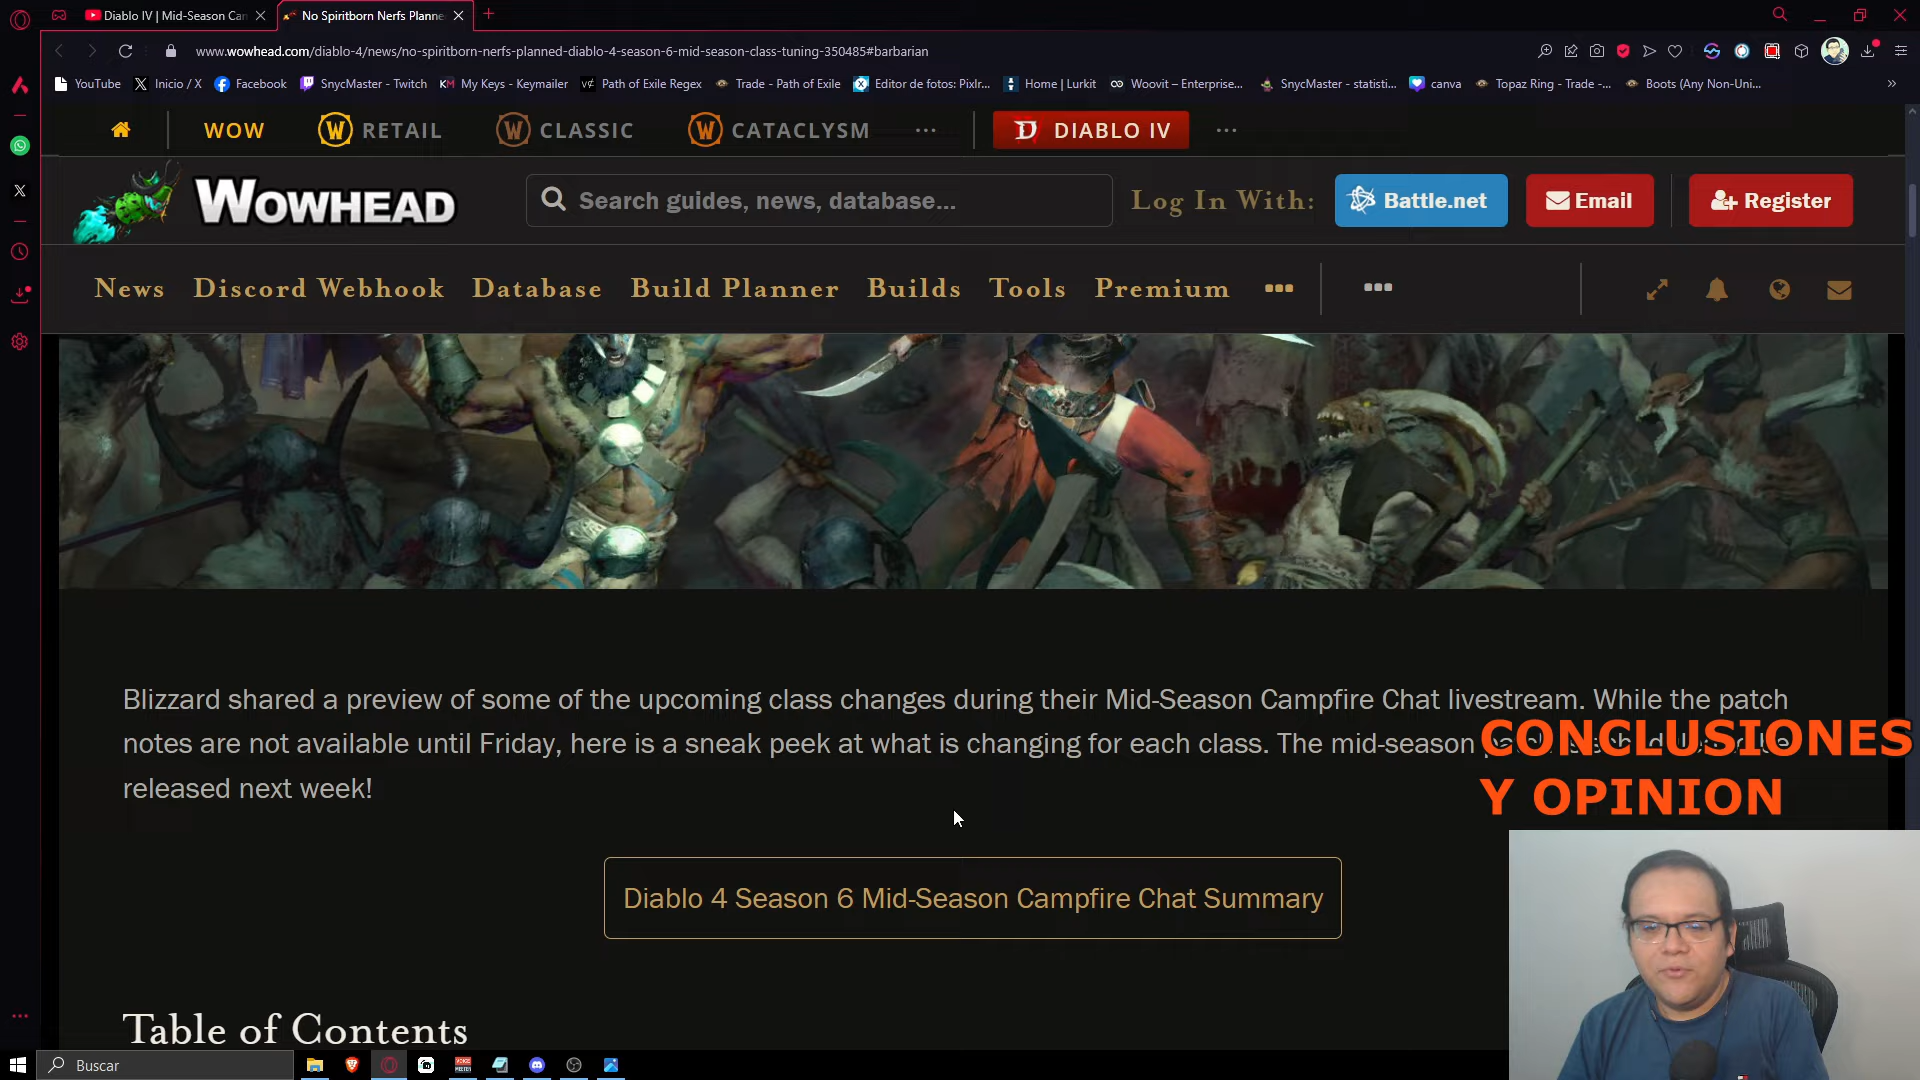 Diablo IV | Mid-Season Car
No Spiritborn Nerfs Planne
www.wowhead.com/diablo-4/news/no-spiritborn-nerfs-planned-diablo-4-season-6-mid-season-class-tuning-350485#barbarian
YouTube
Inicio / X
Facebook
SnycMaster - Twitch
My Keys - Keymailer
Path of Exile Regex
Trade - Path of Exile
Editor de fotos: Pixlr...
Home | Lurkit
Woovit – Enterprise...
SnycMaster - statisti...
canva
Topaz Ring - Trade -...
Boots (Any Non-Uni...
WOW
RETAIL
CLASSIC
CATACLYSM
DIABLO IV
WOWHEAD
Search guides, news, database...
Log In With:
Battle.net
Email
Register
News
Discord Webhook
Database
Build Planner
Builds
Tools
Premium
Blizzard shared a preview of some of the upcoming class changes during their Mid-Season Campfire Chat livestream. While the patch
notes are not available until Friday, here is a sneak peek at what is changing for each class. The mid-season
released next week!
CONCLUSIONES
Y OPINION
Diablo 4 Season 6 Mid-Season Campfire Chat Summary
Table of Contents
Buscar